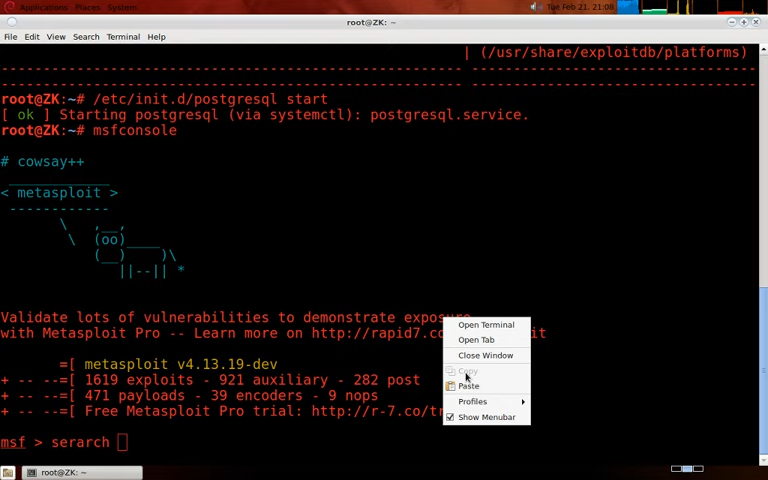 Applications Places System Tue Feb 21, 21:08
root@ZK: ~
File Edit View Search Terminal Help
| (/usr/share/exploitdb/platforms)
root@ZK:~# /etc/init.d/postgresql start
[ ok ] Starting postgresql (via systemctl): postgresql.service.
root@ZK:~# msfconsole
# cowsay++
< metasploit >
------------
\ ,__,
\ (oo)____
(__) )\
||--|| *
Validate lots of vulnerabilities to demonstrate exposure
with Metasploit Pro -- Learn more on http://rapid7.co it
=[ metasploit v4.13.19-dev
+ -- --=[ 1619 exploits - 921 auxiliary - 282 post
+ -- --=[ 471 payloads - 39 encoders - 9 nops
+ -- --=[ Free Metasploit Pro trial: http://r-7.co/tr
msf > serarch
Open Terminal
Open Tab
Close Window
Copy
Paste
Profiles
Show Menubar
root@ZK: ~